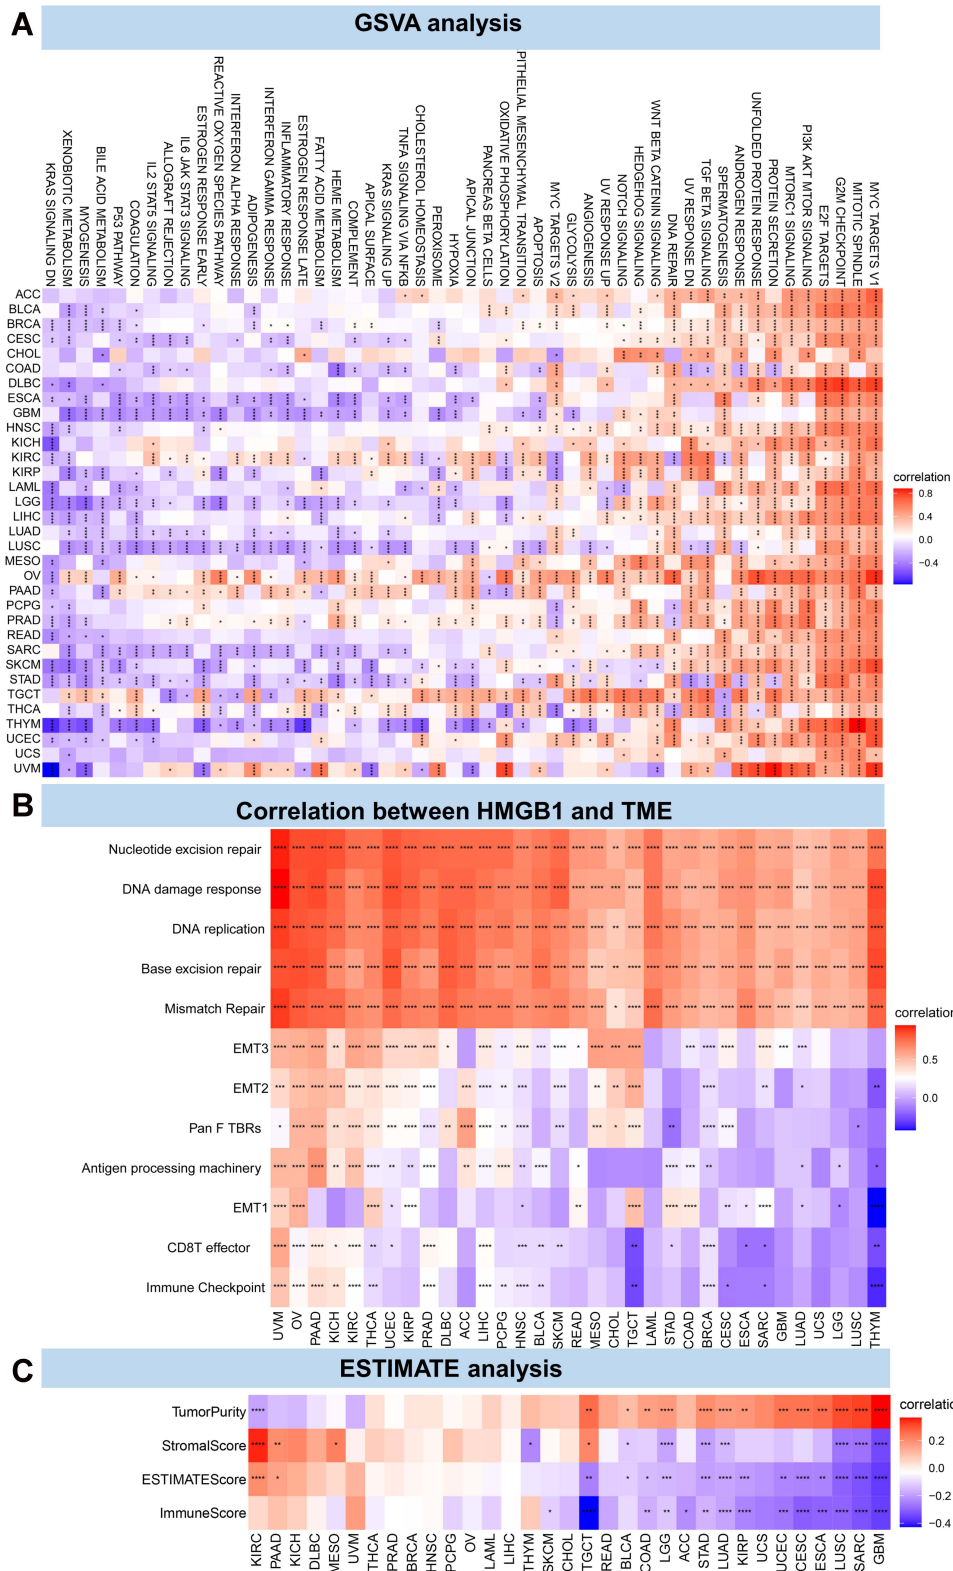 A
GSVA analysis
KRAS SIGNALING DN
XENOBIOTIC METABOLISM
MYOGENESIS
BILE ACID METABOLISM
P53 PATHWAY
COAGULATION
IL2 STAT5 SIGNALING
ALLOGRAFT REJECTION
IL6 JAK STAT3 SIGNALING
ESTROGEN RESPONSE EARLY
REACTIVE OXYGEN SPECIES PATHWAY
INTERFERON ALPHA RESPONSE
ADIPOGENESIS
INTERFERON GAMMA RESPONSE
INFLAMMATORY RESPONSE
ESTROGEN RESPONSE LATE
FATTY ACID METABOLISM
HEME METABOLISM
COMPLEMENT
APICAL SURFACE
KRAS SIGNALING UP
TNFA SIGNALING VIA NFKB
CHOLESTEROL HOMEOSTASIS
PEROXISOME
HYPOXIA
APICAL JUNCTION
PANCREAS BETA CELLS
OXIDATIVE PHOSPHORYLATION
PITHELIAL MESENCHYMAL TRANSITION
APOPTOSIS
MYC TARGETS V2
GLYCOLYSIS
ANGIOGENESIS
UV RESPONSE UP
NOTCH SIGNALING
HEDGEHOG SIGNALING
WNT BETA CATENIN SIGNALING
DNA REPAIR
UV RESPONSE DN
TGF BETA SIGNALING
SPERMATOGENESIS
ANDROGEN RESPONSE
UNFOLDED PROTEIN RESPONSE
PROTEIN SECRETION
MTORC1 SIGNALING
PI3K AKT MTOR SIGNALING
E2F TARGETS
G2M CHECKPOINT
MITOTIC SPINDLE
MYC TARGETS V1
ACC
BLCA
BRCA
CESC
CHOL
COAD
DLBC
ESCA
GBM
HNSC
KICH
KIRC
KIRP
LAML
LGG
LIHC
LUAD
LUSC
MESO
OV
PAAD
PCPG
PRAD
READ
SARC
SKCM
STAD
TGCT
THCA
THYM
UCEC
UCS
UVM
correlation
0.8
0.4
0.0
−0.4
B
Correlation between HMGB1 and TME
Nucleotide excision repair
DNA damage response
DNA replication
Base excision repair
Mismatch Repair
EMT3
EMT2
Pan F TBRs
Antigen processing machinery
EMT1
CD8T effector
Immune Checkpoint
UVM
OV
PAAD
KICH
KIRC
THCA
UCEC
KIRP
PRAD
DLBC
ACC
LIHC
PCPG
HNSC
BLCA
SKCM
READ
MESO
CHOL
TGCT
LAML
STAD
COAD
BRCA
CESC
ESCA
SARC
GBM
LUAD
UCS
LGG
LUSC
THYM
correlation
0.5
0.0
C
ESTIMATE analysis
TumorPurity
StromalScore
ESTIMATEScore
ImmuneScore
KIRC
PAAD
KICH
DLBC
MESO
UVM
THCA
PRAD
BRCA
HNSC
PCPG
OV
LAML
LIHC
THYM
SKCM
CHOL
TGCT
READ
BLCA
COAD
LGG
ACC
STAD
LUAD
KIRP
UCS
UCEC
CESC
ESCA
LUSC
SARC
GBM
correlatio
0.2
0.0
−0.2
−0.4